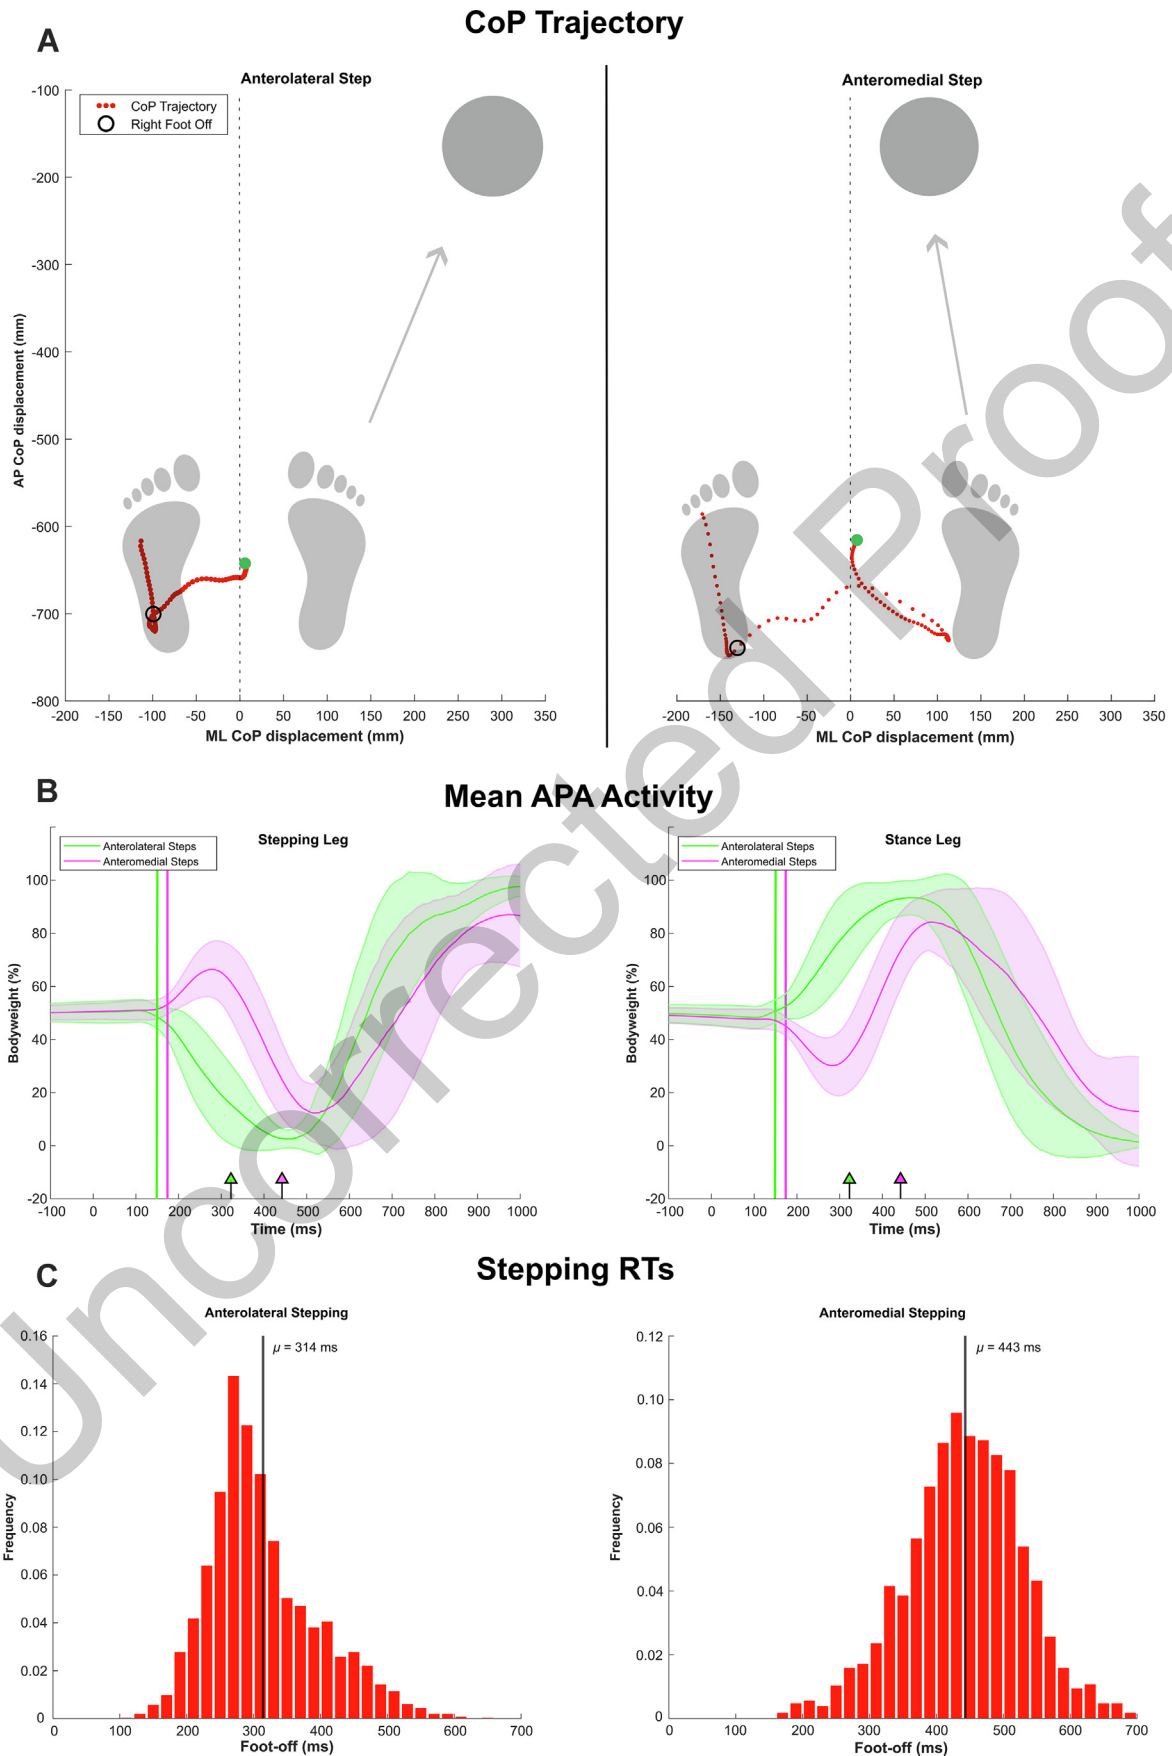 CoP Trajectory
A
Anterolateral Step
Anteromedial Step
CoP Trajectory
Right Foot Off
-100
-200
-300
-400
-500
-600
-700
-800
AP CoP displacement (mm)
-200 -150 -100 -50 0 50 100 150 200 250 300 350
ML CoP displacement (mm)
-200 -150 -100 -50 0 50 100 150 200 250 300 350
ML CoP displacement (mm)
B
Mean APA Activity
Stepping Leg
Anterolateral Steps
Anteromedial Steps
100
80
60
40
20
0
-20
Bodyweight (%)
-100 0 100 200 300 400 500 600 700 800 900 1000
Time (ms)
Stance Leg
Anterolateral Steps
Anteromedial Steps
100
80
60
40
20
0
-20
Bodyweight (%)
-100 0 100 200 300 400 500 600 700 800 900 1000
Time (ms)
C
Stepping RTs
Anterolateral Stepping
μ = 314 ms
0.16
0.14
0.12
0.10
0.08
0.06
0.04
0.02
0
Frequency
0 100 200 300 400 500 600 700
Foot-off (ms)
Anteromedial Stepping
μ = 443 ms
0.12
0.10
0.08
0.06
0.04
0.02
0
Frequency
0 100 200 300 400 500 600 700
Foot-off (ms)
Uncorrected Proof